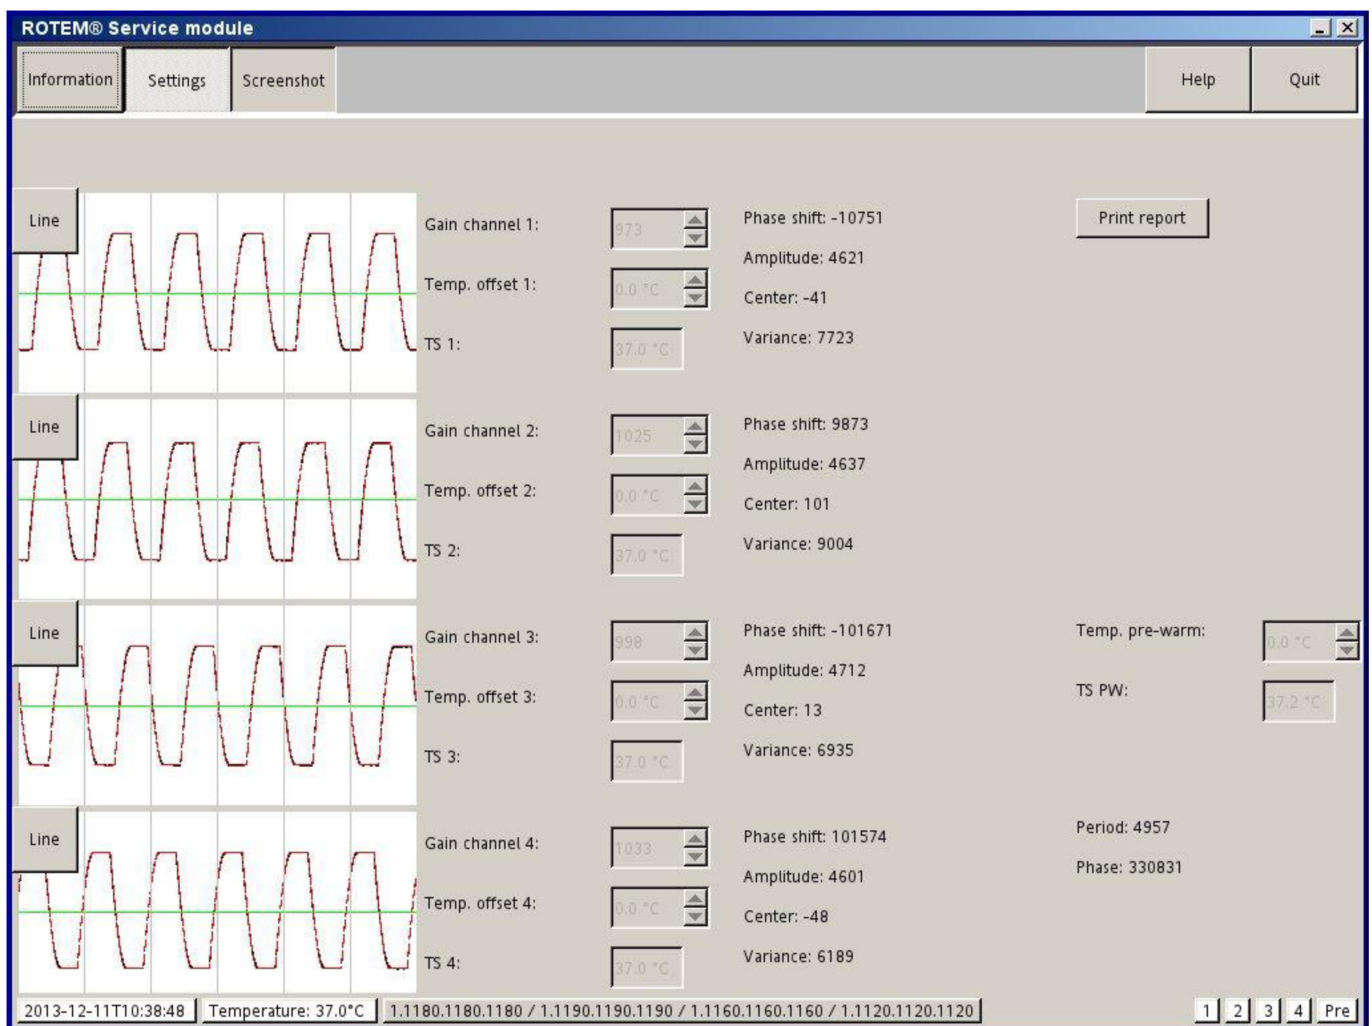 ROTEM® Service module
Information Settings Screenshot Help Quit
Line
Gain channel 1: 973 Phase shift: -10751 Print report
Amplitude: 4621
Temp. offset 1: 0.0 °C
Center: -41
TS 1: 37.0 °C Variance: 7723
Line
Gain channel 2: 1025 Phase shift: 9873
Amplitude: 4637
Temp. offset 2: 0.0 °C
Center: 101
TS 2: 37.0 °C Variance: 9004
Line
Gain channel 3: 998 Phase shift: -101671 Temp. pre-warm: 0.0 °C
Amplitude: 4712
Temp. offset 3: 0.0 °C TS PW: 37.2 °C
Center: 13
TS 3: 37.0 °C Variance: 6935
Line
Gain channel 4: 1033 Phase shift: 101574 Period: 4957
Amplitude: 4601 Phase: 330831
Temp. offset 4: 0.0 °C
Center: -48
TS 4: 37.0 °C Variance: 6189
2013-12-11T10:38:48 Temperature: 37.0°C 1.1180.1180.1180 / 1.1190.1190.1190 / 1.1160.1160.1160 / 1.1120.1120.1120 1 2 3 4 Pre